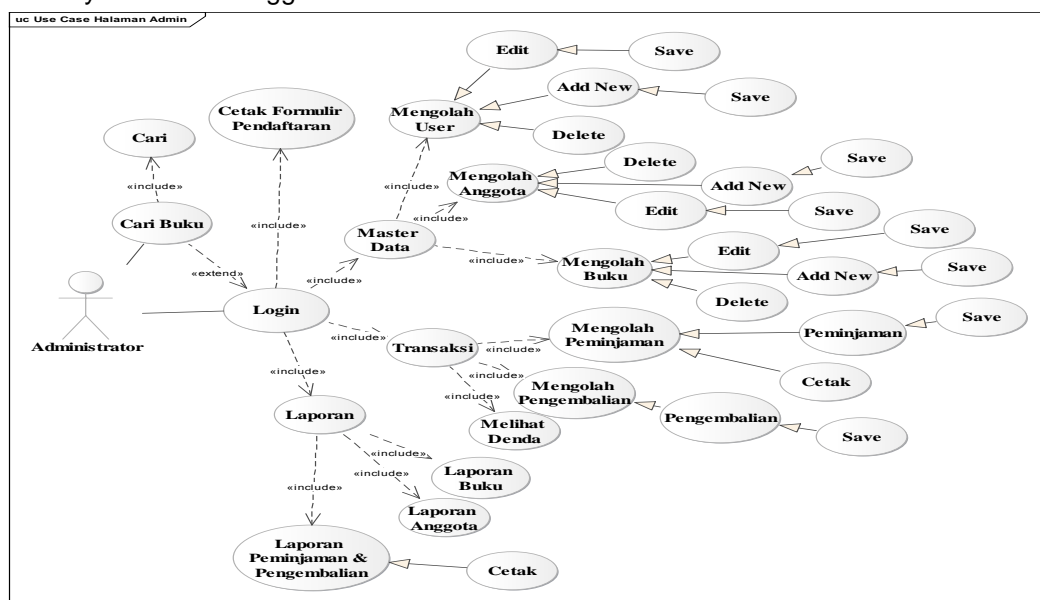 uc Use Case Halaman Admin
Edit
Save
Add New
Save
Cetak Formulir
Pendaftaran
Mengolah
User
Cari
Delete
Delete
Save
«include»
«include»
Mengolah
Anggota
Add New
Cari Buku
«include»
«include»
Edit
Save
Master
Data
Edit
Save
«extend»
«include»
«include»
Mengolah
Buku
Add New
Save
Login
Delete
Administrator
«include»
Transaksi
«include»
Mengolah
Peminjaman
Peminjaman
Save
«include»
«include»
«include»
Mengolah
Pengembalian
Cetak
Laporan
Melihat
Denda
Pengembalian
Save
«include»
«include»
«include»
Laporan
Buku
Laporan
Anggota
Laporan
Peminjaman &
Pengembalian
Cetak